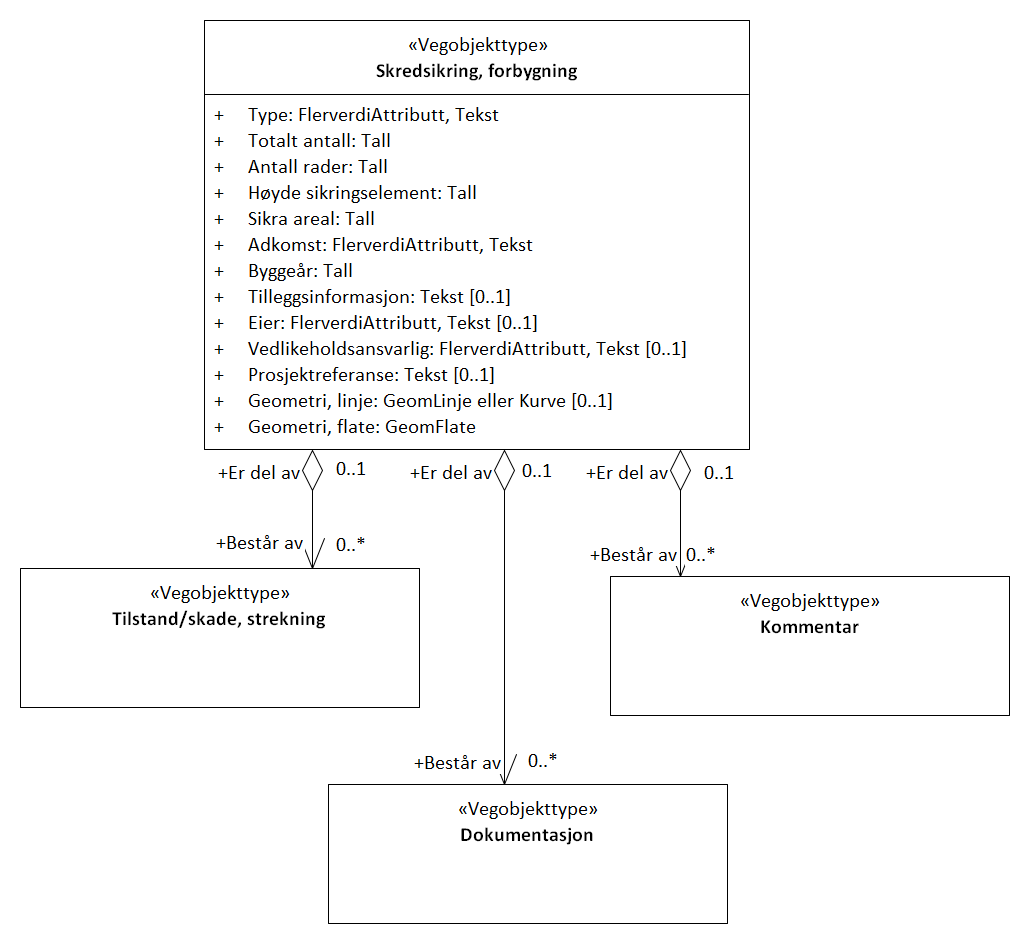 «Vegobjekttype»
Skredsikring, forbygning
+ Type: FlerverdiAttributt, Tekst
+ Totalt antall: Tall
+ Antall rader: Tall
+ Høyde sikringselement: Tall
+ Sikra areal: Tall
+ Adkomst: FlerverdiAttributt, Tekst
+ Byggeår: Tall
+ Tilleggsinformasjon: Tekst [0..1]
+ Eier: FlerverdiAttributt, Tekst [0..1]
+ Vedlikeholdsansvarlig: FlerverdiAttributt, Tekst [0..1]
+ Prosjektreferanse: Tekst [0..1]
+ Geometri, linje: GeomLinje eller Kurve [0..1]
+ Geometri, flate: GeomFlate
+Er del av 0..1
+Er del av 0..1
+Er del av 0..1
+Består av 0..*
+Består av 0..*
«Vegobjekttype»
Tilstand/skade, strekning
«Vegobjekttype»
Kommentar
+Består av 0..*
«Vegobjekttype»
Dokumentasjon